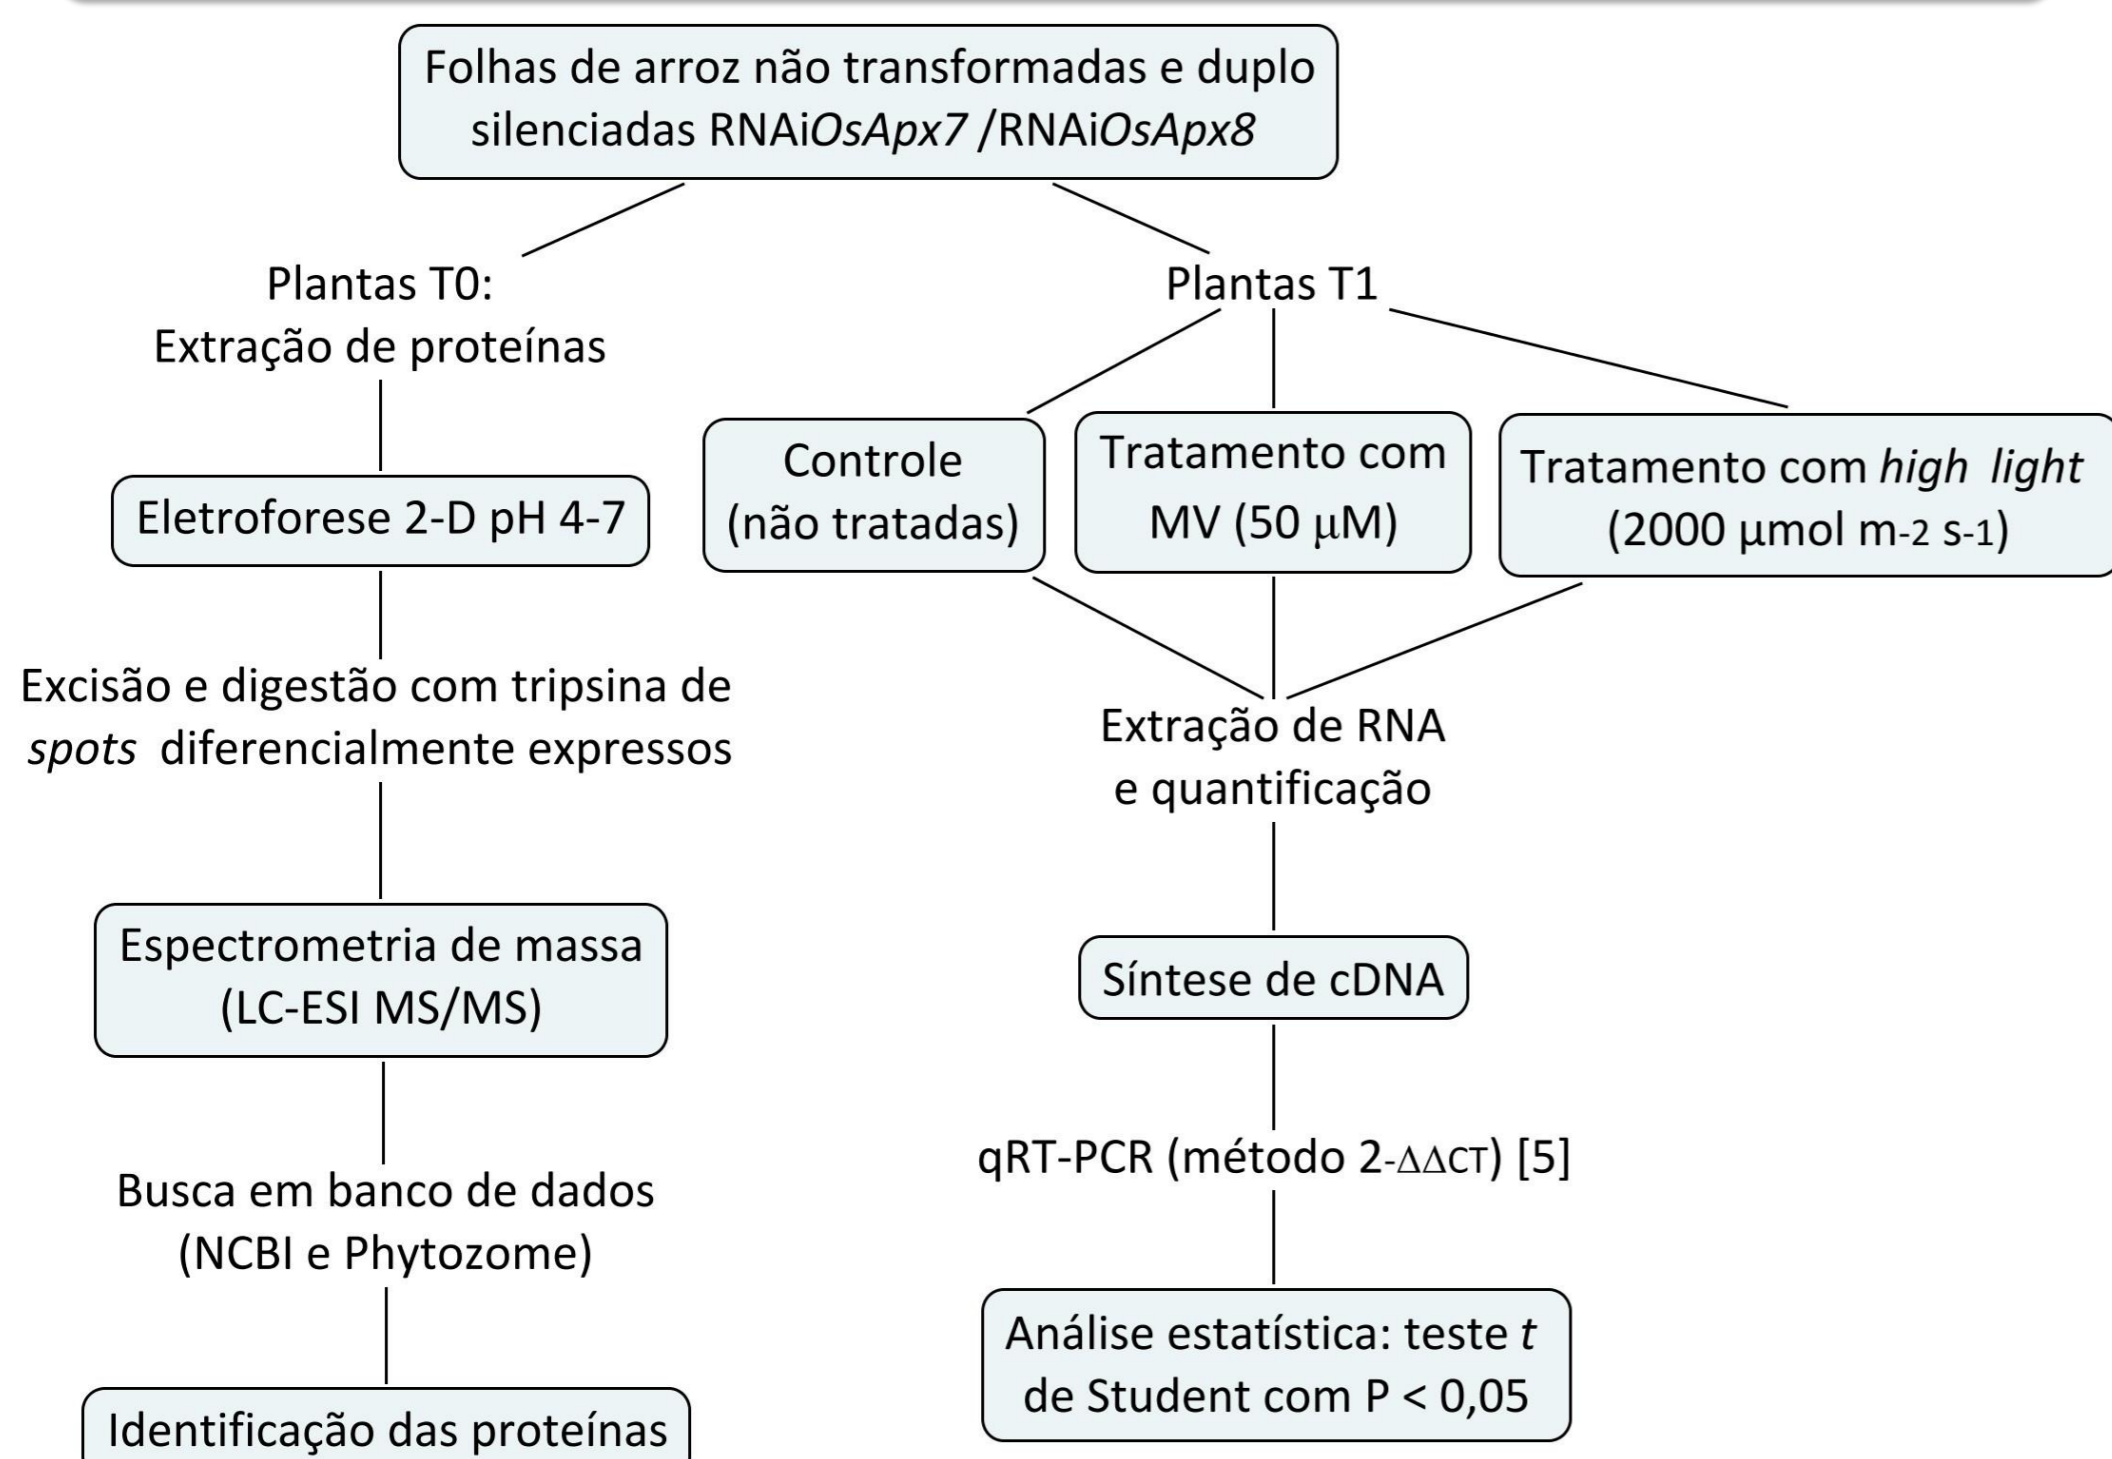 Folhas de arroz não transformadas e duplo
silenciadas RNAiOsApx7 /RNAiOsApx8
Plantas T0:
Extração de proteínas
Eletroforese 2-D pH 4-7
Excisão e digestão com tripsina de
spots diferencialmente expressos
Espectrometria de massa
(LC-ESI MS/MS)
Busca em banco de dados
(NCBI e Phytozome)
Identificação das proteínas
Plantas T1
Controle
(não tratadas)
Tratamento com
MV (50 μM)
Tratamento com high light
(2000 μmol m-2 s-1)
Extração de RNA
e quantificação
Síntese de cDNA
qRT-PCR (método 2-ΔΔCT) [5]
Análise estatística: teste t
de Student com P < 0,05